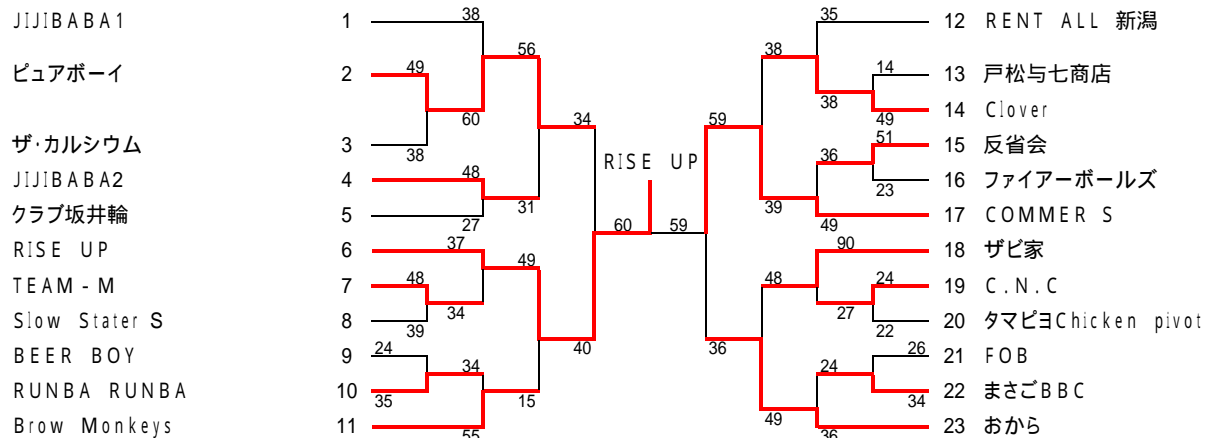 JIJIBABA1 1 38 35 12 RENT ALL 新潟
56 38
ピュアボーイ 2 49 14 13 戸松与七商店
60 38 49 14 Clover
34 59
ザ・カルシウム 3 38 51 15 反省会
RISE UP
JIJIBABA2 4 48 36 23 16 ファイアーボールズ
クラブ坂井輪 5 27 31 39 49 17 COMMER S
60 59
RISE UP 6 37 90 18 ザビ家
49 48
TEAM-M 7 48 24 19 C.N.C
Slow Stater S 8 39 34 27 22 20 タマピヨChicken pivot
BEER BOY 9 24 40 36 26 21 FOB
RUNBA RUNBA 10 35 34 15 24 34 22 まさごBBC
Brow Monkeys 11 55 49 36 23 おから